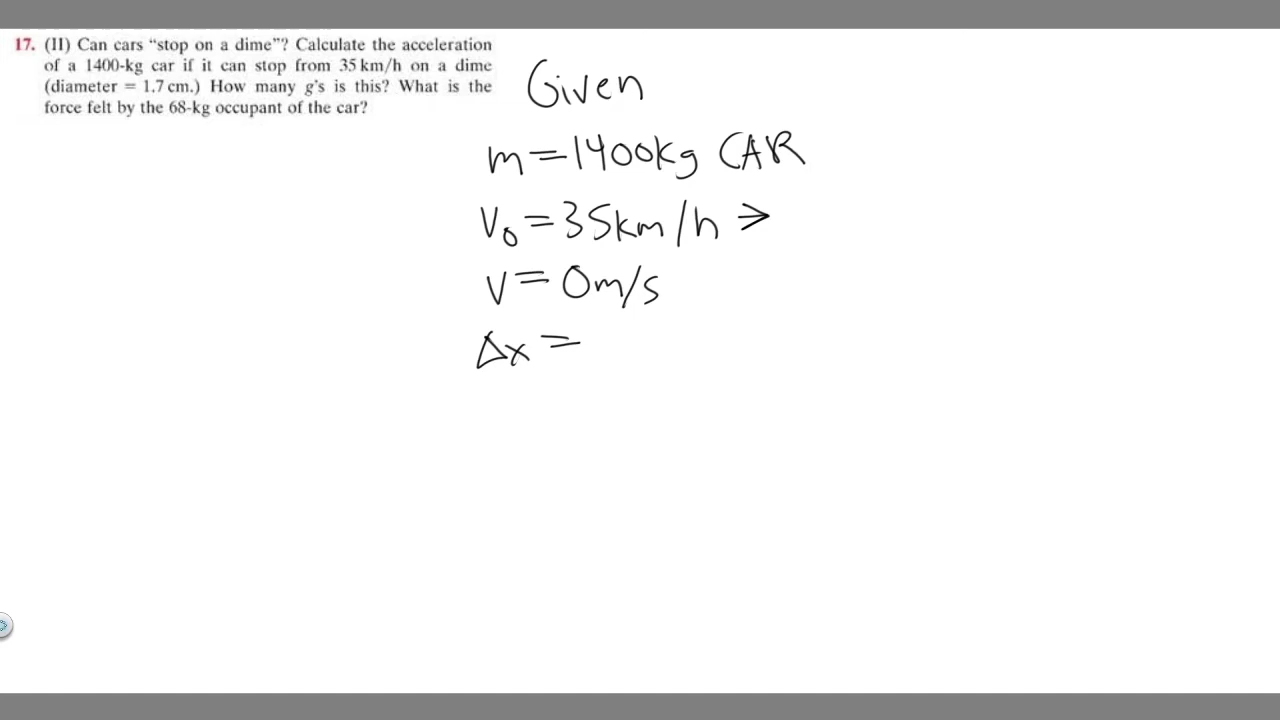 17. (II) Can cars “stop on a dime”? Calculate the acceleration
of a 1400-kg car if it can stop from 35 km/h on a dime
(diameter = 1.7 cm.) How many g's is this? What is the
force felt by the 68-kg occupant of the car?
Given
m=1400kg CAR
V₀=35km/h →
V= 0m/s
Δx =